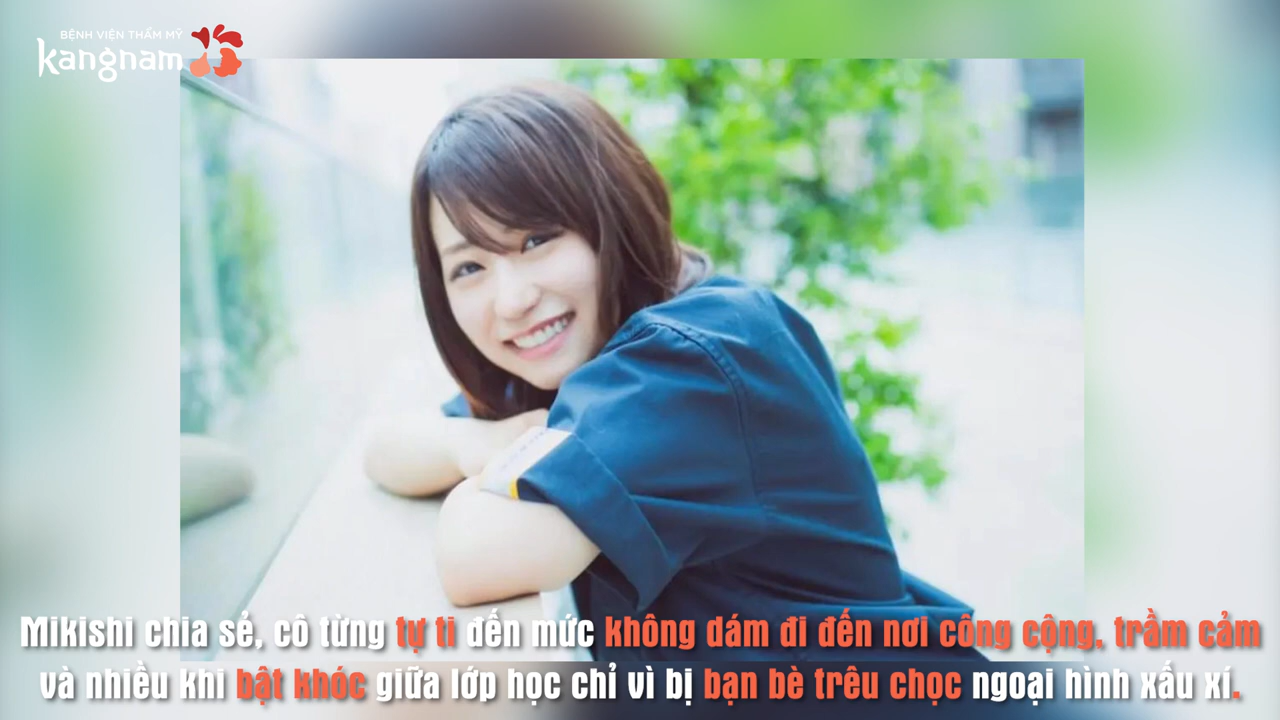 BỆNH VIỆN THẨM MỸ
kangnam
Mikishi chia sẻ, cô từng tự ti đến mức không dám đi đến nơi công cộng, trầm cảm
và nhiều khi bật khóc giữa lớp học chỉ vì bị bạn bè trêu chọc ngoại hình xấu xí.